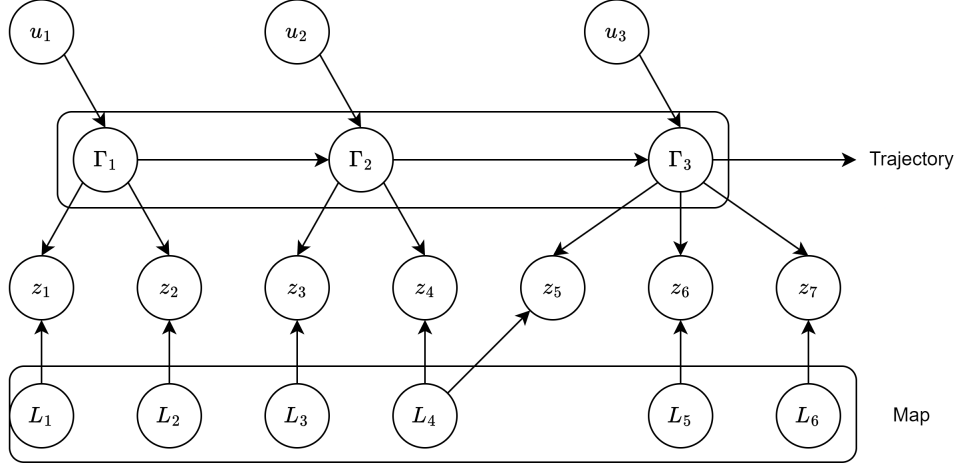 u₁ u₂ u₃
Γ₁ Γ₂ Γ₃ Trajectory
z₁ z₂ z₃ z₄ z₅ z₆ z₇
L₁ L₂ L₃ L₄ L₅ L₆ Map